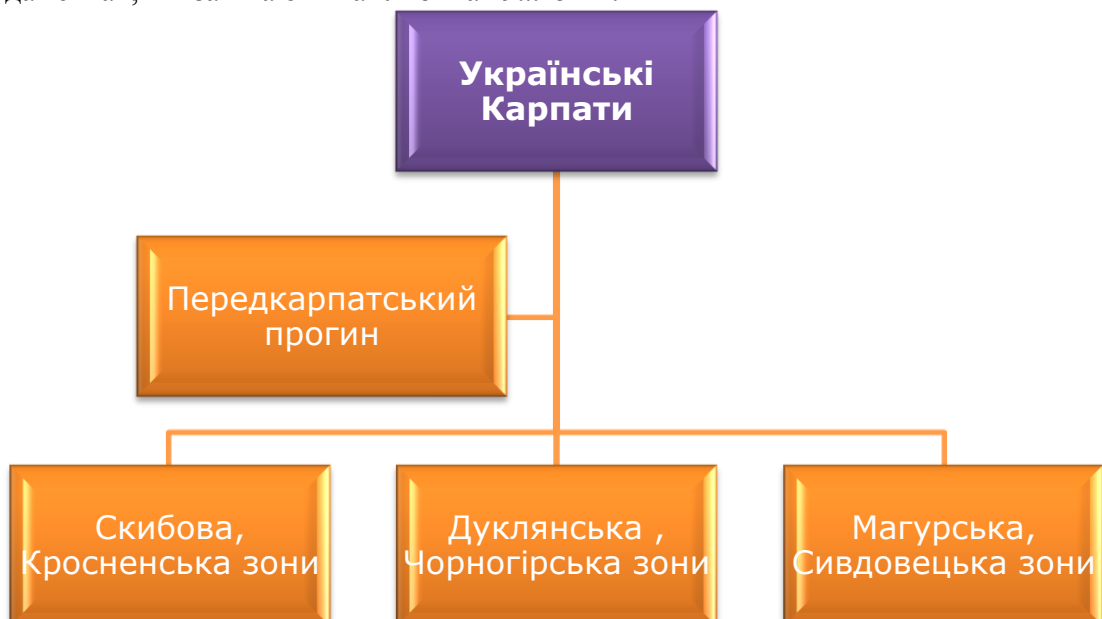 Українські
Карпати
Передкарпатський
прогин
Скибова,
Кросненська зони
Дуклянська ,
Чорногірська зони
Магурська,
Сивдовецька зони